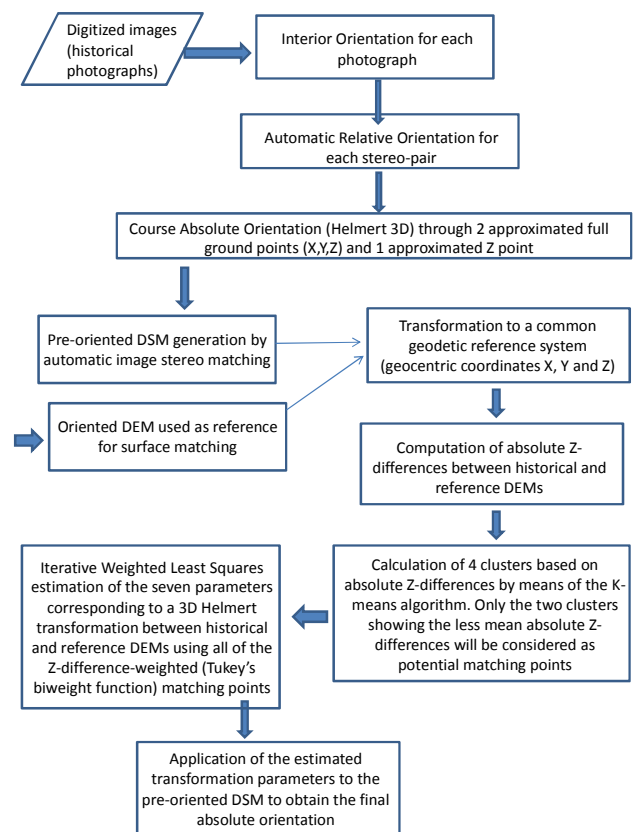 Digitized images
(historical
photographs)
Interior Orientation for each
photograph
Automatic Relative Orientation for
each stereo-pair
Course Absolute Orientation (Helmert 3D) through 2 approximated full
ground points (X,Y,Z) and 1 approximated Z point
Pre-oriented DSM generation by
automatic image stereo matching
Transformation to a common
geodetic reference system
(geocentric coordinates X, Y and Z)
Oriented DEM used as reference
for surface matching
Computation of absolute Z-
differences between historical and
reference DEMs
Calculation of 4 clusters based on
absolute Z-differences by means of the K-
means algorithm. Only the two clusters
showing the less mean absolute Z-
differences will be considered as
potential matching points
Iterative Weighted Least Squares
estimation of the seven parameters
corresponding to a 3D Helmert
transformation between historical
and reference DEMs using all of the
Z-difference-weighted (Tukey's
biweight function) matching points
Application of the estimated
transformation parameters to the
pre-oriented DSM to obtain the final
absolute orientation